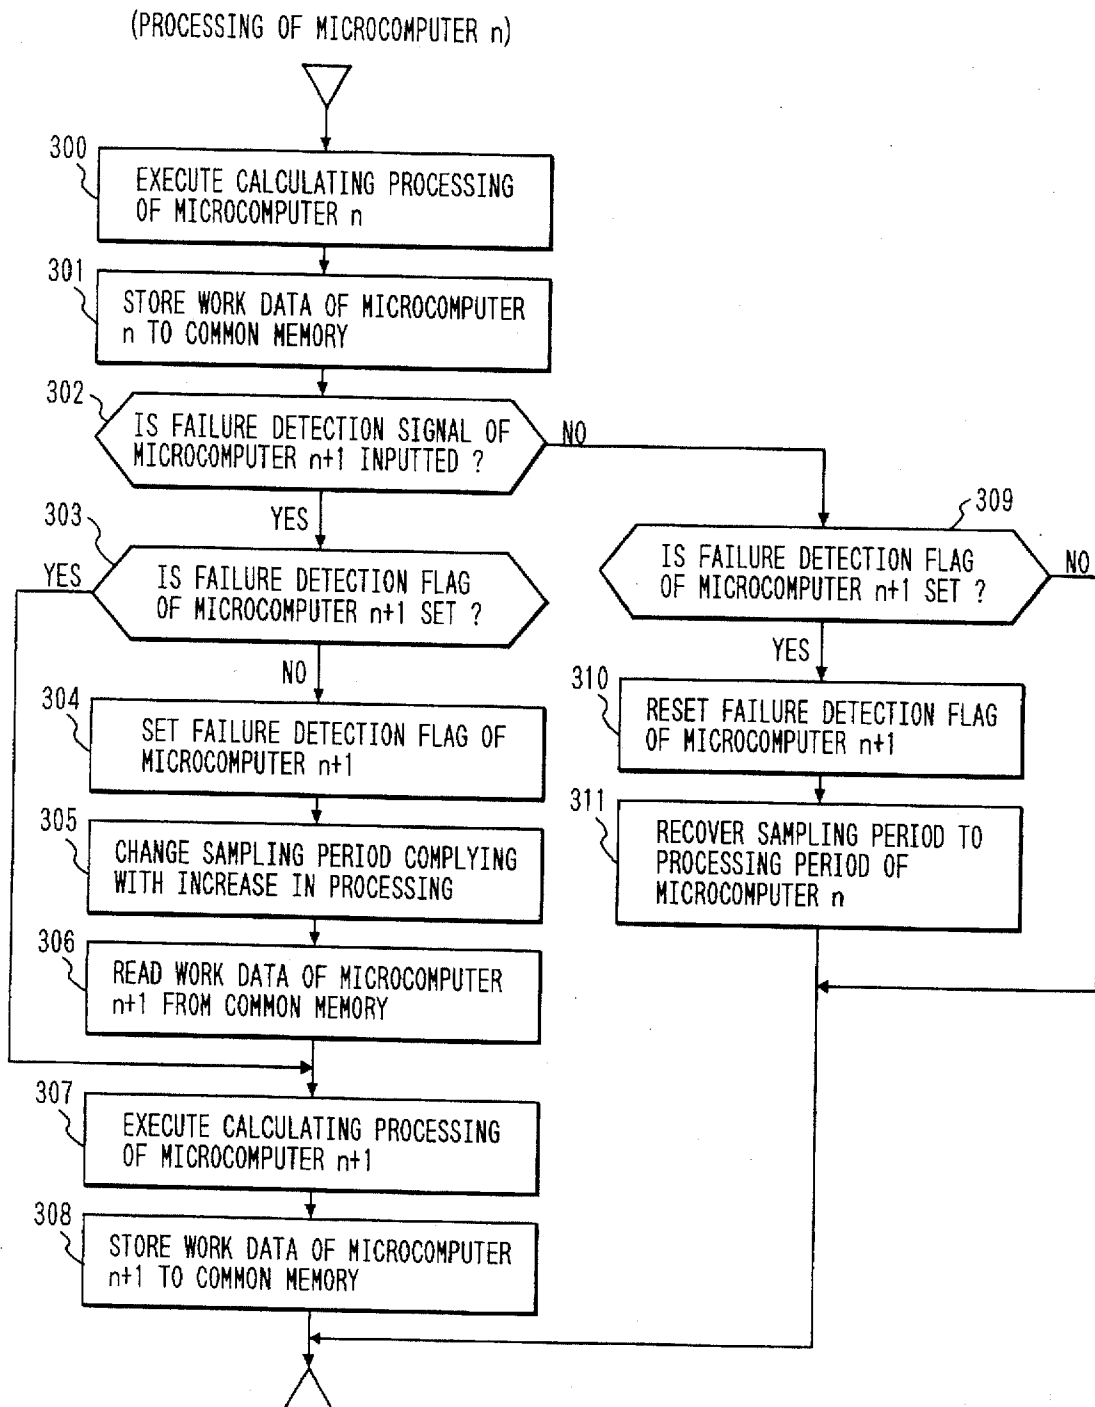 (PROCESSING OF MICROCOMPUTER n)
300
EXECUTE CALCULATING PROCESSING
OF MICROCOMPUTER n
301
STORE WORK DATA OF MICROCOMPUTER
n TO COMMON MEMORY
302
IS FAILURE DETECTION SIGNAL OF
MICROCOMPUTER n+1 INPUTTED ?
NO
YES
303
YES
IS FAILURE DETECTION FLAG
OF MICROCOMPUTER n+1 SET ?
NO
309
IS FAILURE DETECTION FLAG
OF MICROCOMPUTER n+1 SET ?
NO
YES
304
SET FAILURE DETECTION FLAG OF
MICROCOMPUTER n+1
310
RESET FAILURE DETECTION FLAG
OF MICROCOMPUTER n+1
305
CHANGE SAMPLING PERIOD COMPLYING
WITH INCREASE IN PROCESSING
311
RECOVER SAMPLING PERIOD TO
PROCESSING PERIOD OF
MICROCOMPUTER n
306
READ WORK DATA OF MICROCOMPUTER
n+1 FROM COMMON MEMORY
307
EXECUTE CALCULATING PROCESSING
OF MICROCOMPUTER n+1
308
STORE WORK DATA OF MICROCOMPUTER
n+1 TO COMMON MEMORY